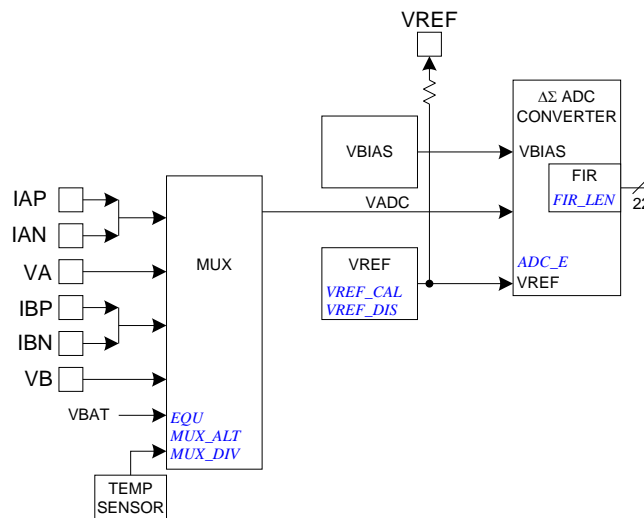 VREF
ΔΣ ADC
CONVERTER
VBIAS
VBIAS
FIR
FIR_LEN
22
IAP
IAN
VA
IBP
IBN
VB
VBAT
MUX
VADC
VREF
VREF_CAL
VREF_DIS
ADC_E
VREF
EQU
MUX_ALT
MUX_DIV
TEMP
SENSOR